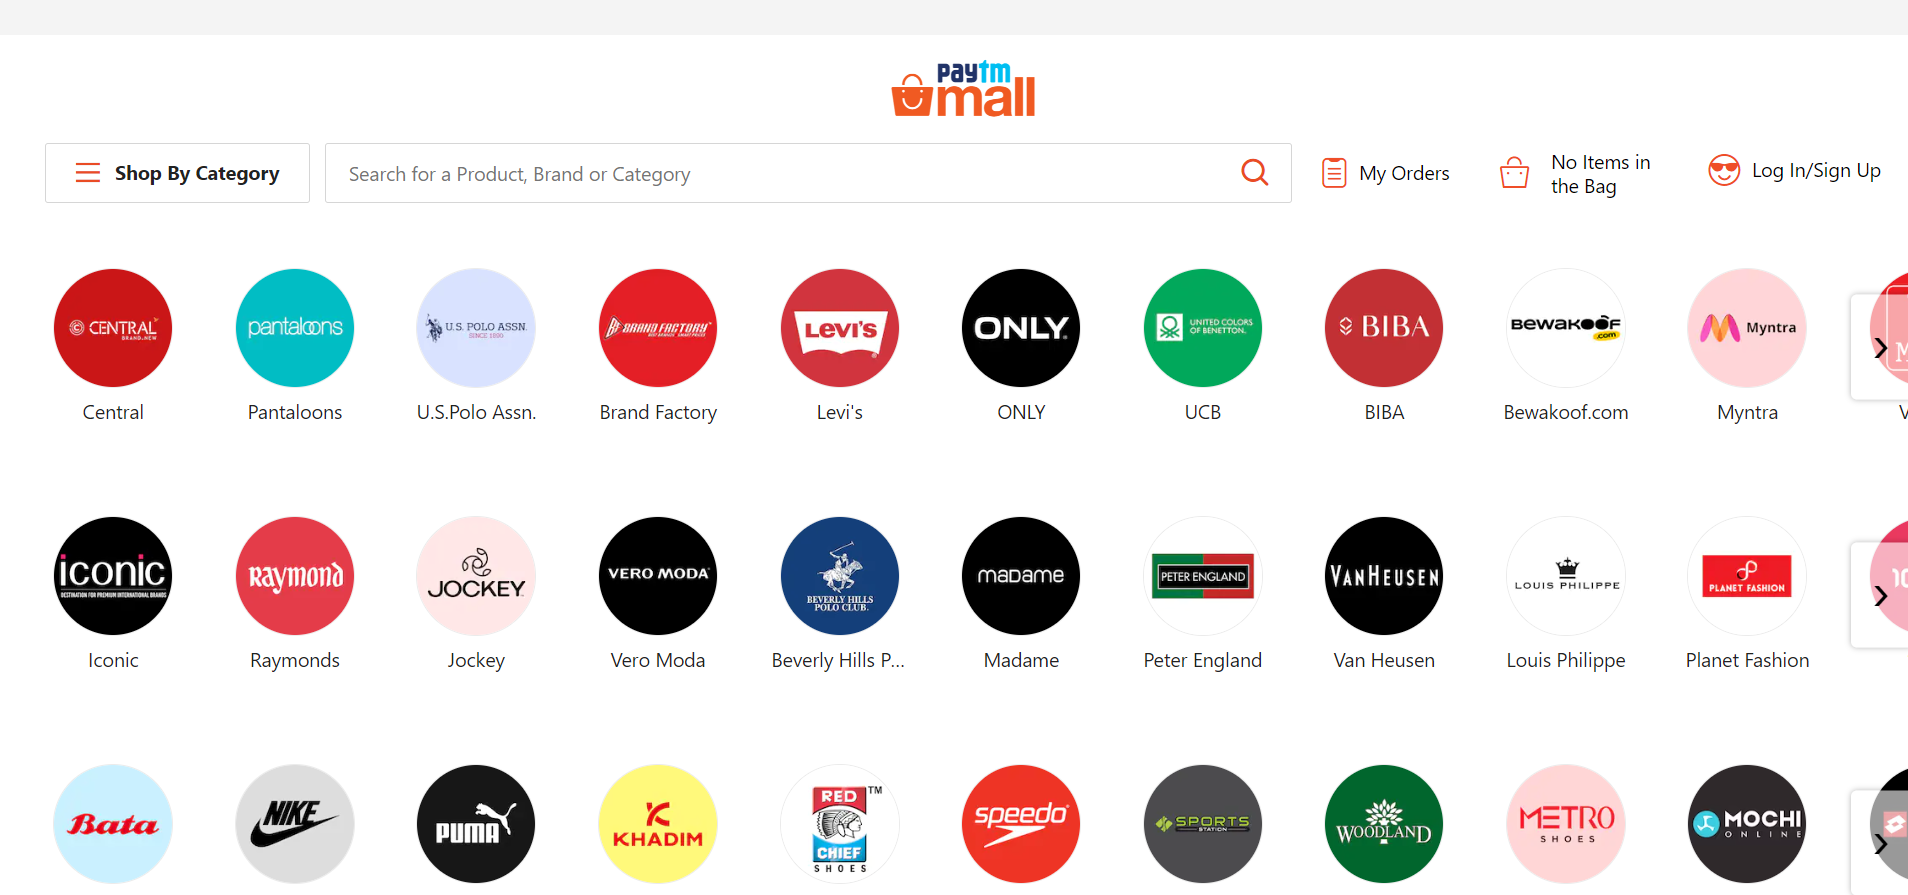 paytm
mall
Shop By Category
Search for a Product, Brand or Category
My Orders
No Items in
the Bag
Log In/Sign Up
CENTRAL
BRAND.NEW
pantaloons
U.S. POLO ASSN.
SINCE 1890
BRAND FACTORY
LEVI'S
ONLY
UNITED COLORS
OF BENETTON.
BIBA
BEWAKOOF
.com
Myntra
Central
Pantaloons
U.S.Polo Assn.
Brand Factory
Levi's
ONLY
UCB
BIBA
Bewakoof.com
Myntra
iconic
DESTINATION FOR PREMIUM INTERNATIONAL BRANDS
Raymond
JOCKEY
VERO MODA
BEVERLY HILLS
POLO CLUB.
MADAME
PETER ENGLAND
VAN HEUSEN
LOUIS PHILIPPE
PLANET FASHION
Iconic
Raymonds
Jockey
Vero Moda
Beverly Hills P...
Madame
Peter England
Van Heusen
Louis Philippe
Planet Fashion
Bata
NIKE
PUMA
KHADIM
RED
CHIEF
SHOES
TM
speedo
SPORTS
STATION
WOODLAND
METRO
SHOES
MOCHI
ONLINE